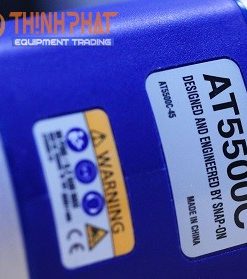 THỊNH PHÁT
EQUIPMENT TRADING
AT5500C
DESIGNED AND ENGINEERED BY SNAP-ON
AT5500C-45
MADE IN CHINA
WARNING